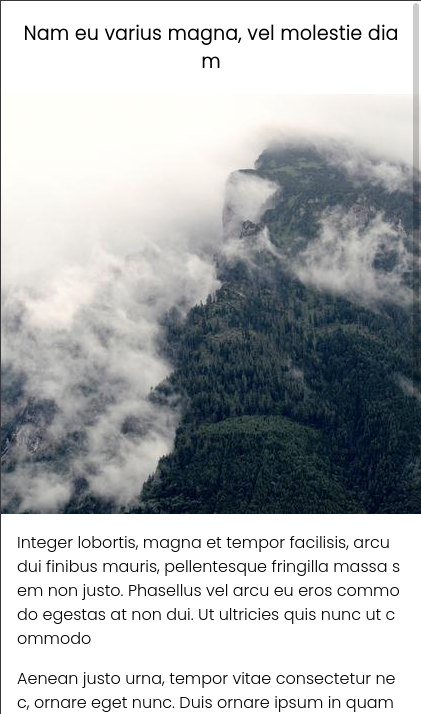 Nam eu varius magna, vel molestie dia
m
Integer lobortis, magna et tempor facilisis, arcu
dui finibus mauris, pellentesque fringilla massa s
em non justo. Phasellus vel arcu eu eros commo
do egestas at non dui. Ut ultricies quis nunc ut c
ommodo
Aenean justo urna, tempor vitae consectetur ne
c, ornare eget nunc. Duis ornare ipsum in quam